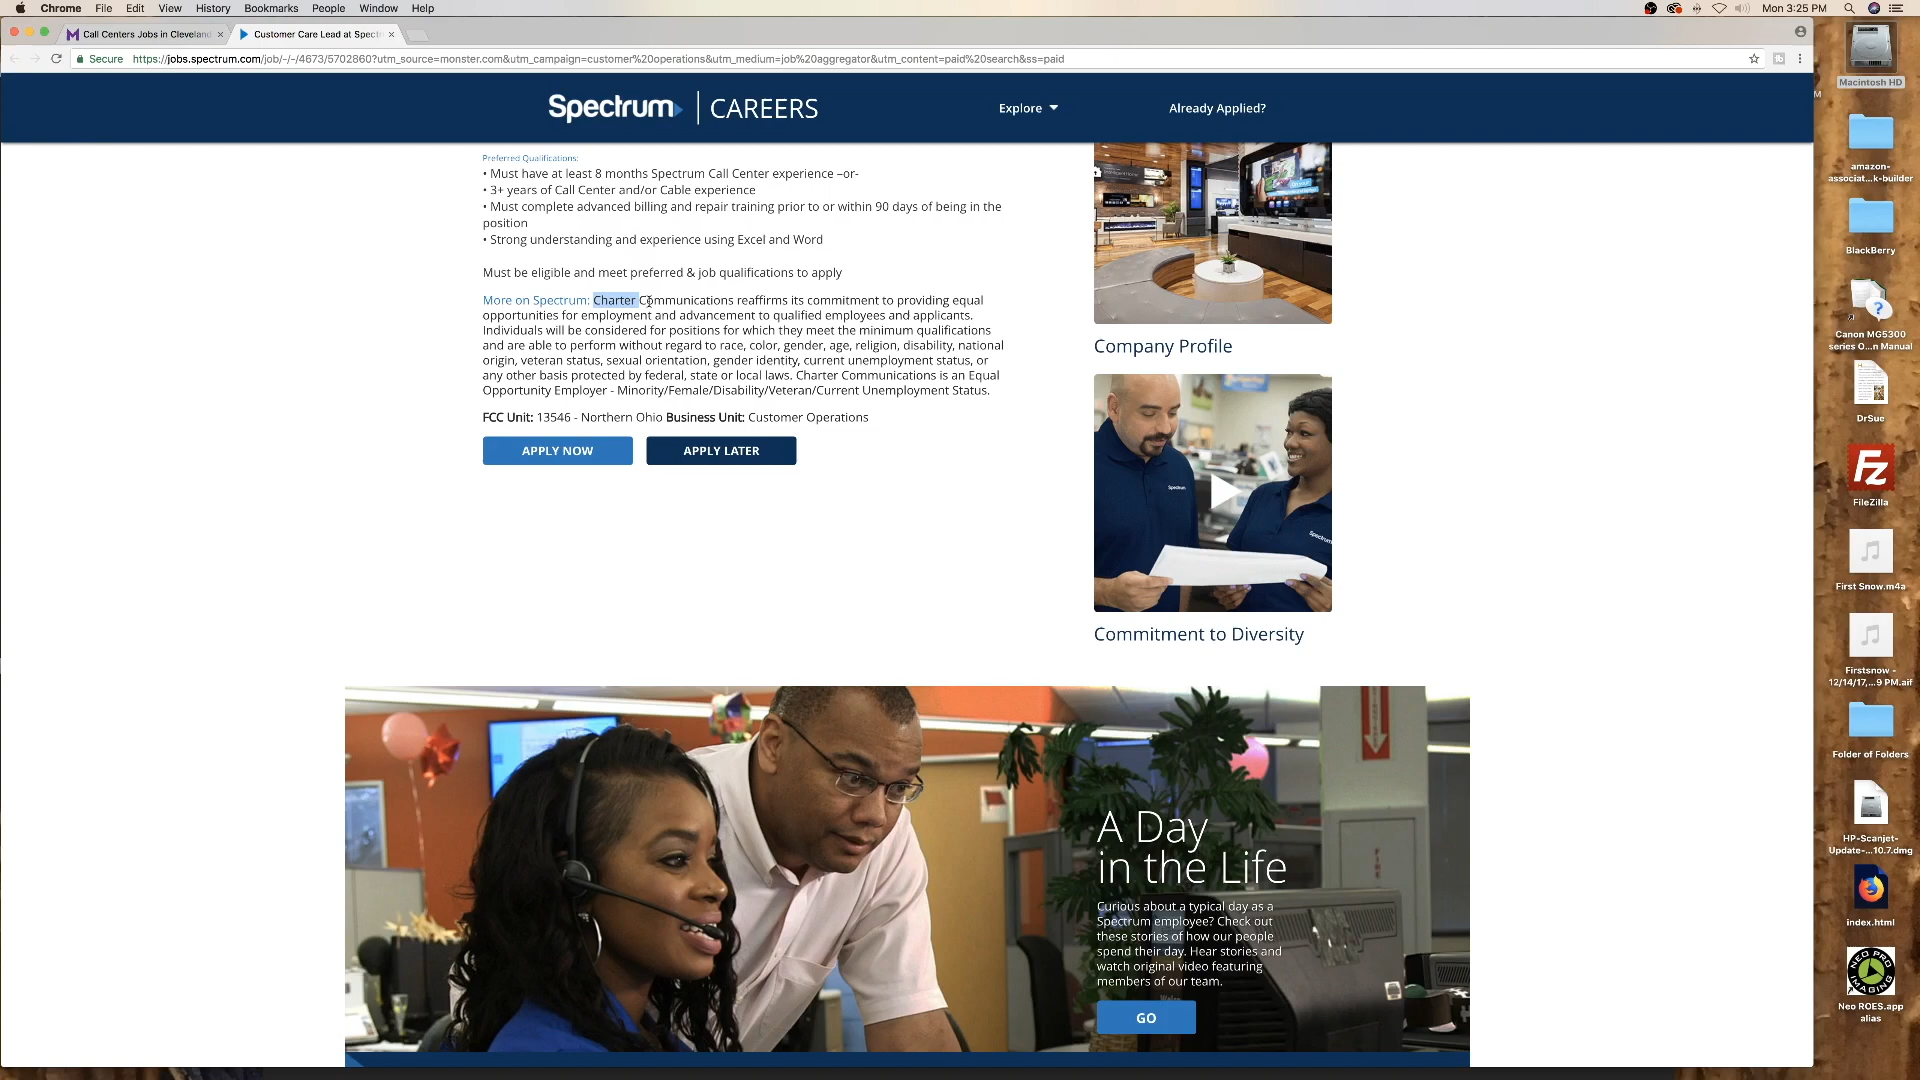 Chrome File Edit View History Bookmarks People Window Help
Mon 3:25 PM
Call Centers Jobs in Cleveland
Customer Care Lead at Spect
Secure https://jobs.spectrum.com/job/-/-/4673/5702860?utm_source=monster.com&utm_campaign=customer%20operations&utm_medium=job%20aggregator&utm_content=paid%20search&ss=paid
Spectrum CAREERS
Explore
Already Applied?
Preferred Qualifications:
• Must have at least 8 months Spectrum Call Center experience –or-
• 3+ years of Call Center and/or Cable experience
• Must complete advanced billing and repair training prior to or within 90 days of being in the
position
• Strong understanding and experience using Excel and Word
Must be eligible and meet preferred & job qualifications to apply
More on Spectrum: Charter Communications reaffirms its commitment to providing equal
opportunities for employment and advancement to qualified employees and applicants.
Individuals will be considered for positions for which they meet the minimum qualifications
and are able to perform without regard to race, color, gender, age, religion, disability, national
origin, veteran status, sexual orientation, gender identity, current unemployment status, or
any other basis protected by federal, state or local laws. Charter Communications is an Equal
Opportunity Employer - Minority/Female/Disability/Veteran/Current Unemployment Status.
FCC Unit: 13546 - Northern Ohio Business Unit: Customer Operations
APPLY NOW
APPLY LATER
Company Profile
Spectrum
Spectrum
Commitment to Diversity
FIRE
A Day
in the Life
Curious about a typical day as a
Spectrum employee? Check out
these stories of how our people
spend their day. Hear stories and
watch original video featuring
members of our team.
GO
Macintosh HD
M
amazon-
associat...k-builder
BlackBerry
Canon MG5300
series O...n Manual
DrSue
Fz
FileZilla
First Snow.m4a
Firstsnow -
12/14/17,...9 PM.aif
Folder of Folders
HP-Scanjet-
Update-...10.7.dmg
index.html
NEO PRO
IMAGING
Neo ROES.app
alias